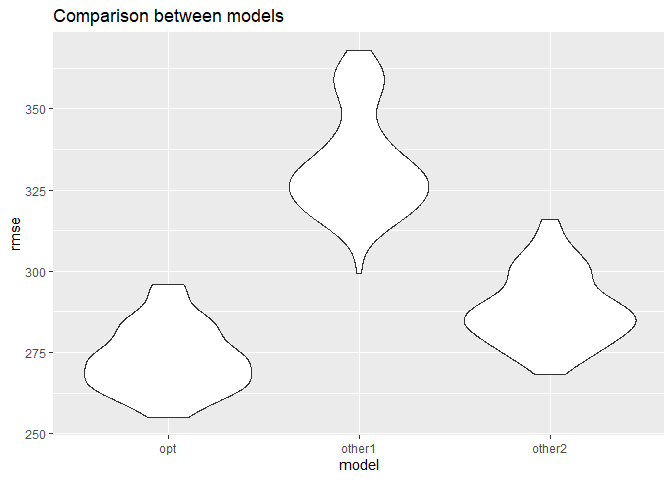 Comparison between models
350
325
300
275
250
rmse
opt other1 other2
model